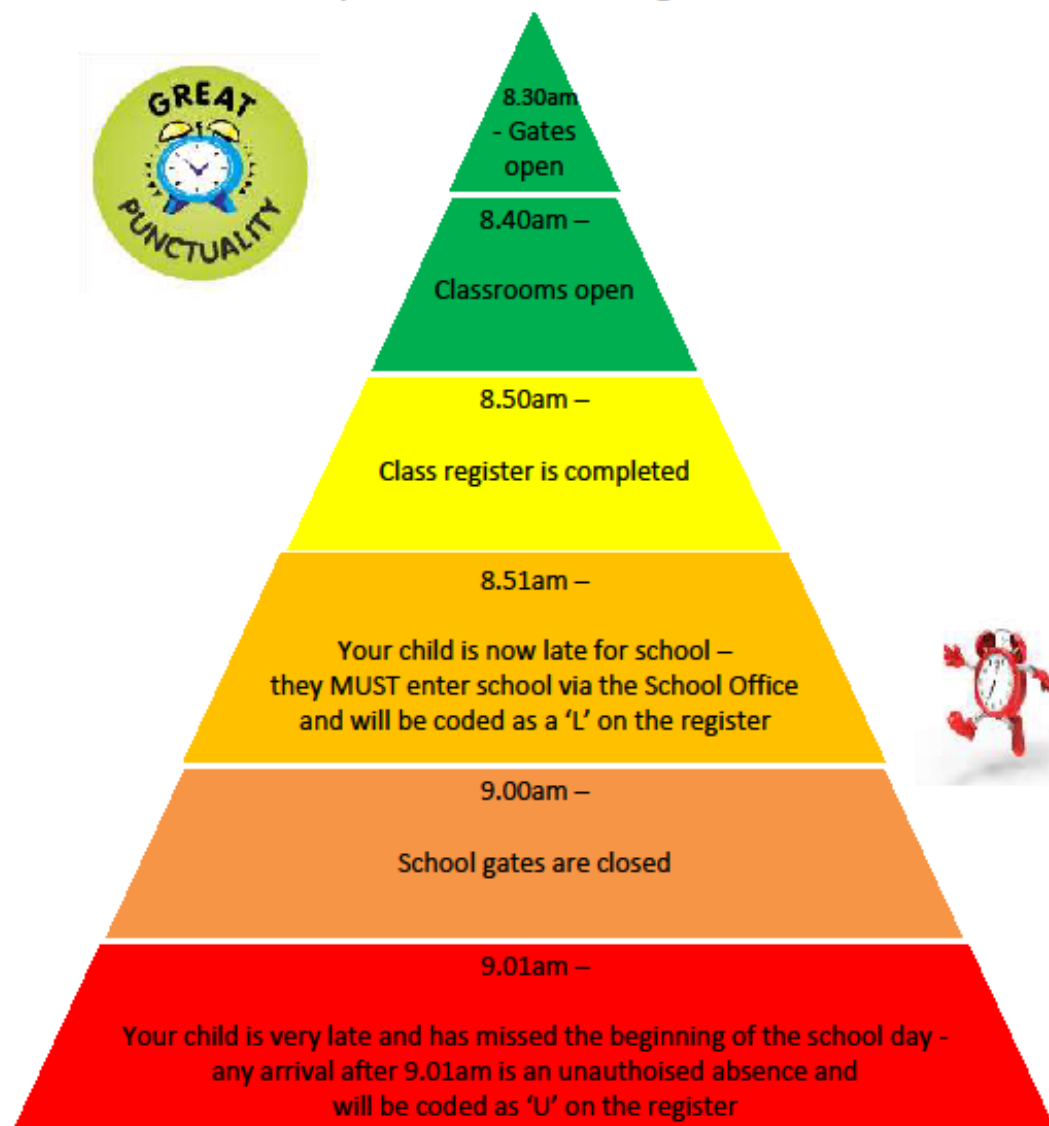 GREAT
PUNCTUALITY
8.30am
- Gates
open
8.40am –
Classrooms open
8.50am –
Class register is completed
8.51am –
Your child is now late for school –
they MUST enter school via the School Office
and will be coded as a ‘L’ on the register
9.00am –
School gates are closed
9.01am –
Your child is very late and has missed the beginning of the school day -
any arrival after 9.01am is an unauthoised absence and
will be coded as ‘U’ on the register